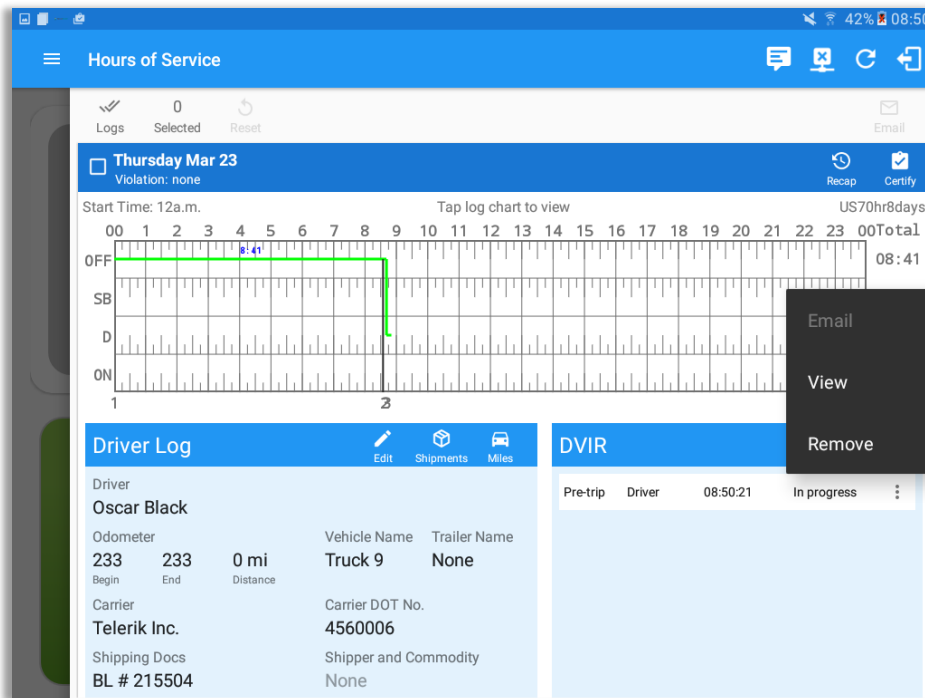 42% 08:50
Hours of Service
Logs
0
Selected
Reset
Email
Thursday Mar 23
Violation: none
Recap
Certify
Start Time: 12a.m.
Tap log chart to view
US70hr8days
00 1 2 3 4 5 6 7 8 9 10 11 12 13 14 15 16 17 18 19 20 21 22 23 00 Total
8:41
OFF
08:41
SB
D
ON
1 2 3
Email
View
Remove
Driver Log
Edit
Shipments
Miles
DVIR
Driver
Oscar Black
Pre-trip Driver 08:50:21 In progress
Odometer
233 233 0 mi
Begin End Distance
Vehicle Name Trailer Name
Truck 9 None
Carrier Carrier DOT No.
Telerik Inc. 4560006
Shipping Docs Shipper and Commodity
BL # 215504 None